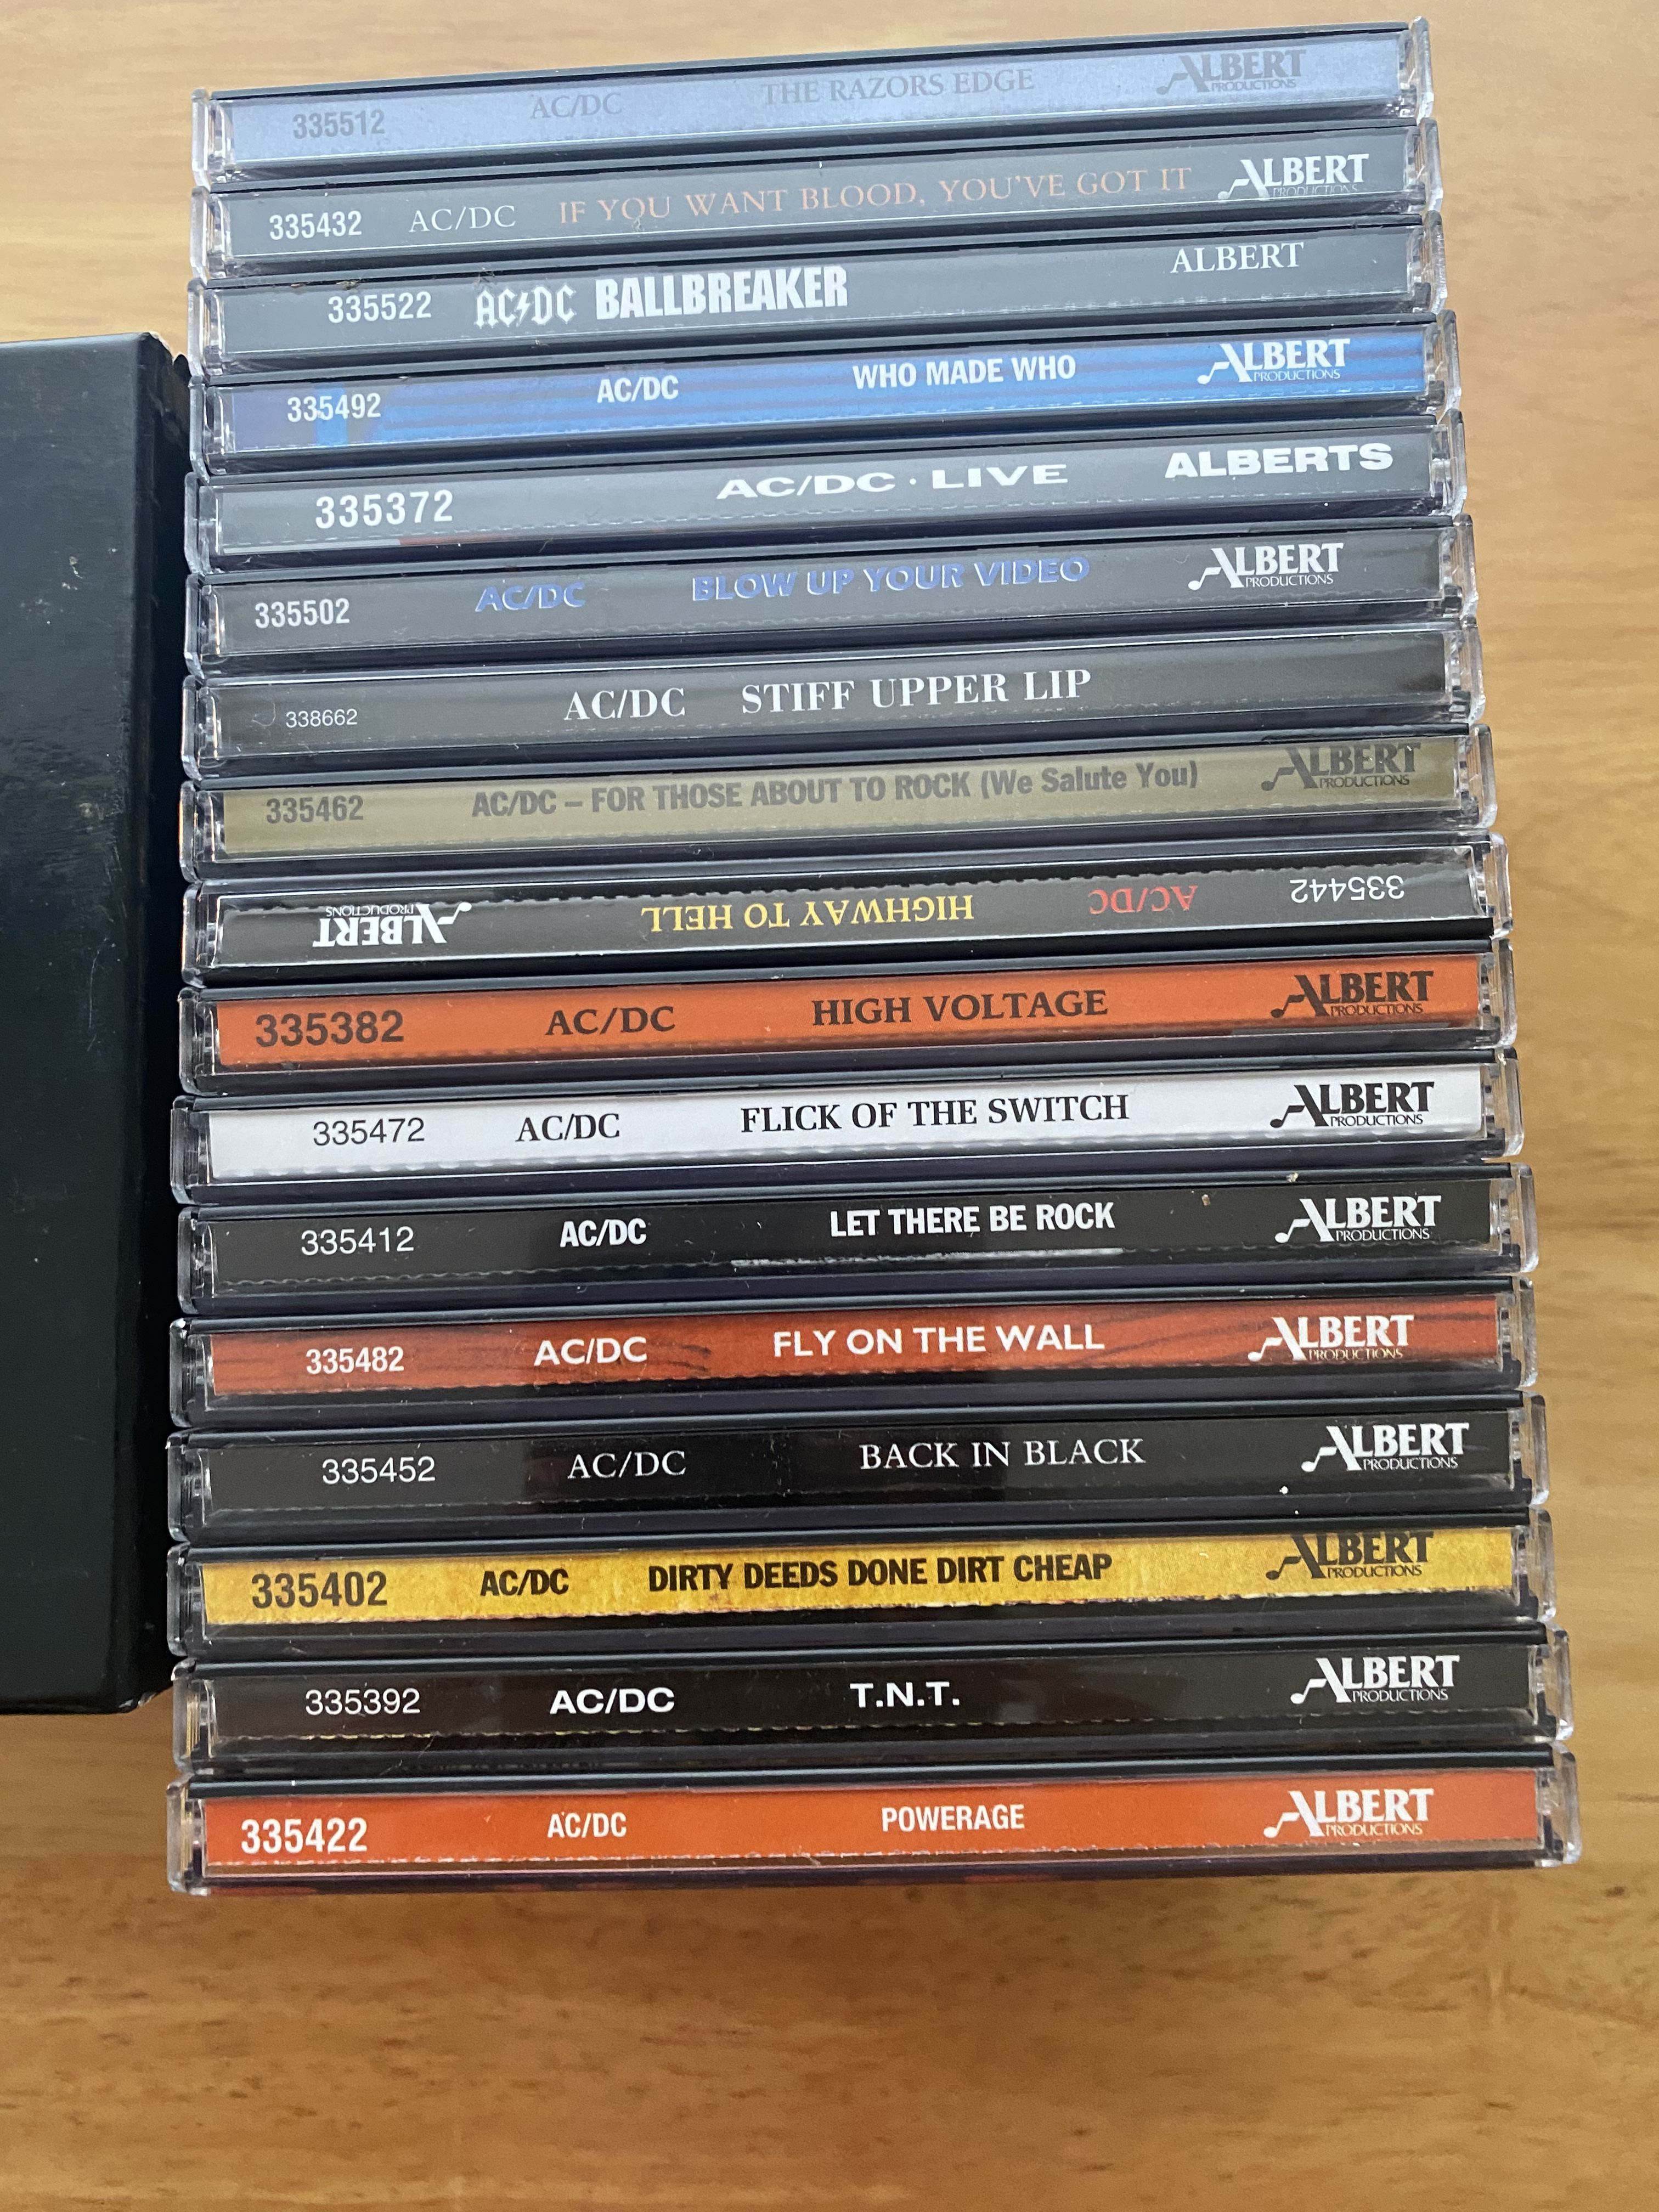 335512 AC/DC THE RAZORS EDGE ALBERT PRODUCTIONS
335432 AC/DC IF YOU WANT BLOOD, YOU'VE GOT IT ALBERT PRODUCTIONS
335522 AC/DC BALLBREAKER ALBERT
335492 AC/DC WHO MADE WHO ALBERT PRODUCTIONS
335372 AC/DC · LIVE ALBERTS
335502 AC/DC BLOW UP YOUR VIDEO ALBERT PRODUCTIONS
338662 AC/DC STIFF UPPER LIP
335462 AC/DC – FOR THOSE ABOUT TO ROCK (We Salute You) ALBERT PRODUCTIONS
335442 AC/DC HIGHWAY TO HELL ALBERT PRODUCTIONS
335382 AC/DC HIGH VOLTAGE ALBERT PRODUCTIONS
335472 AC/DC FLICK OF THE SWITCH ALBERT PRODUCTIONS
335412 AC/DC LET THERE BE ROCK ALBERT PRODUCTIONS
335482 AC/DC FLY ON THE WALL ALBERT PRODUCTIONS
335452 AC/DC BACK IN BLACK ALBERT PRODUCTIONS
335402 AC/DC DIRTY DEEDS DONE DIRT CHEAP ALBERT PRODUCTIONS
335392 AC/DC T.N.T. ALBERT PRODUCTIONS
335422 AC/DC POWERAGE ALBERT PRODUCTIONS